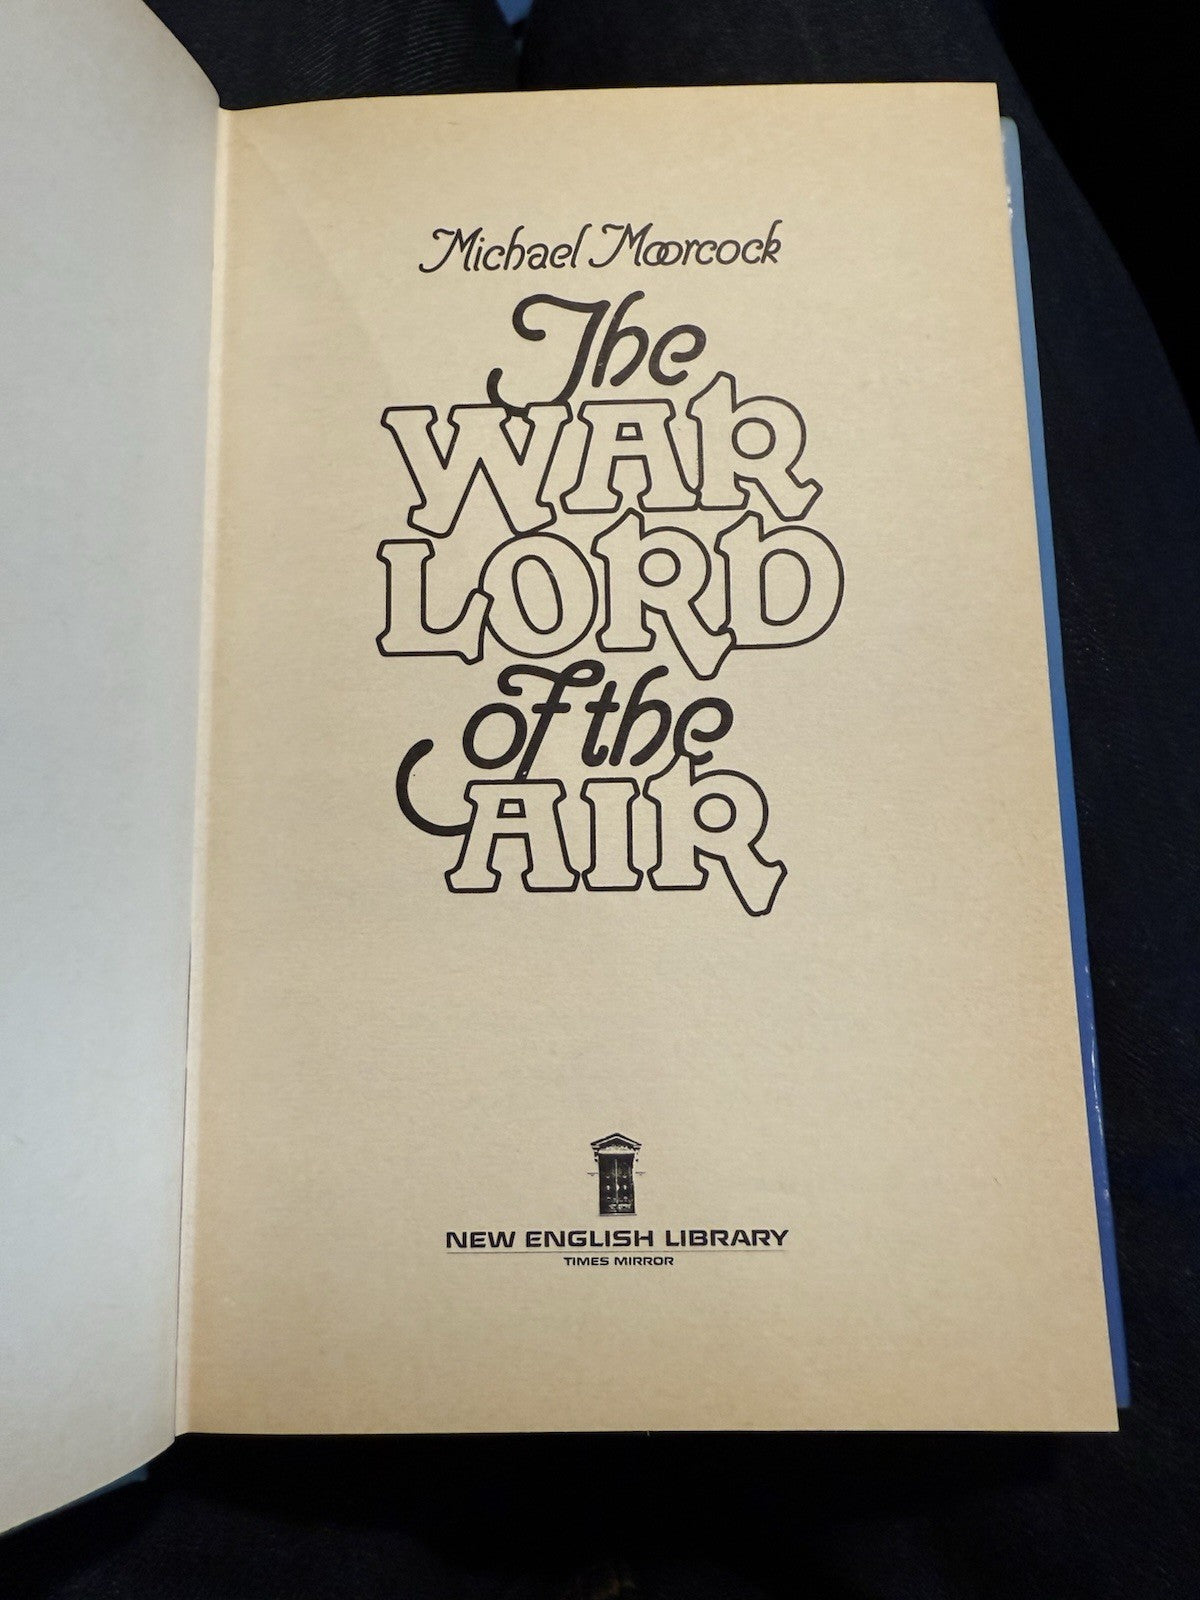 Michael Moorcock
The
WAR
LORD
of the
AIR
NEW ENGLISH LIBRARY
TIMES MIRROR